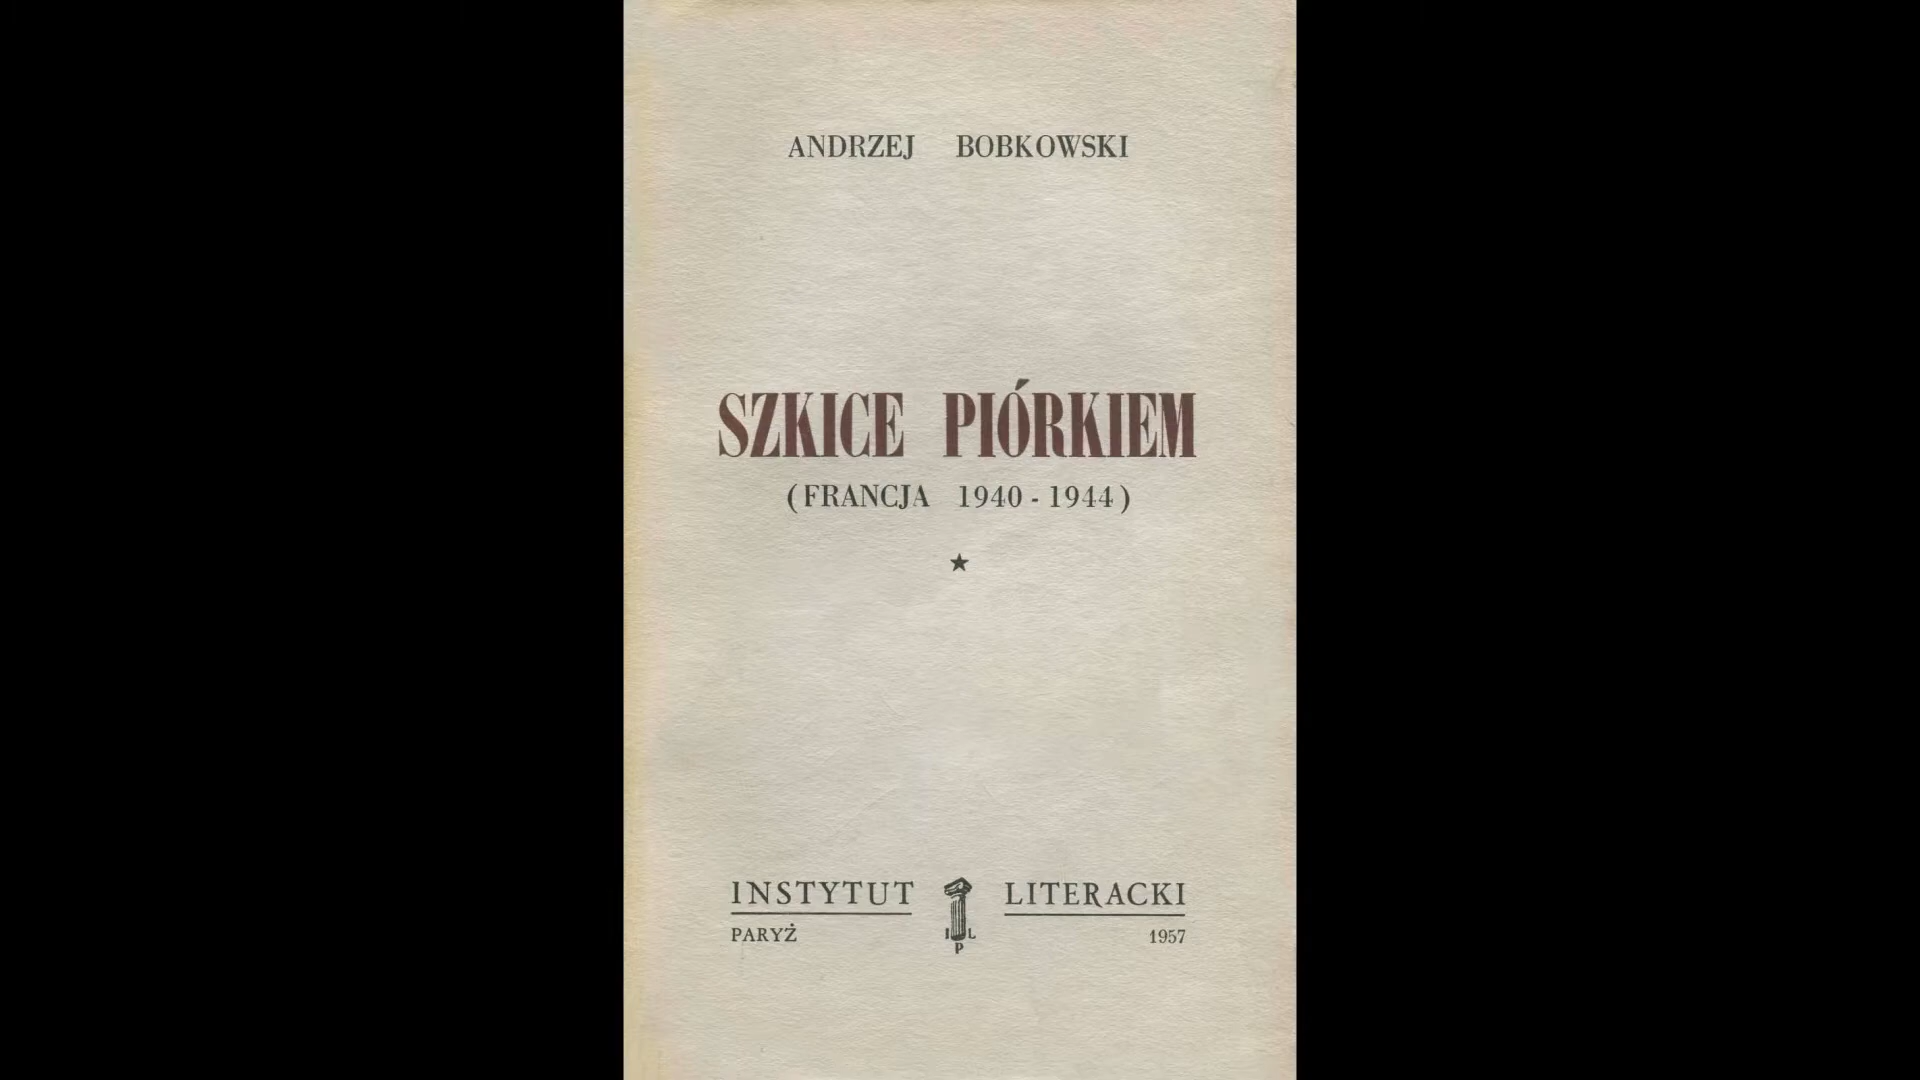 ANDRZEJ BOBKOWSKI
SZKICE PIÓRKIEM
(FRANCJA 1940 - 1944)
★
INSTYTUT LITERACKI
PARYŻ 1957
I L
P